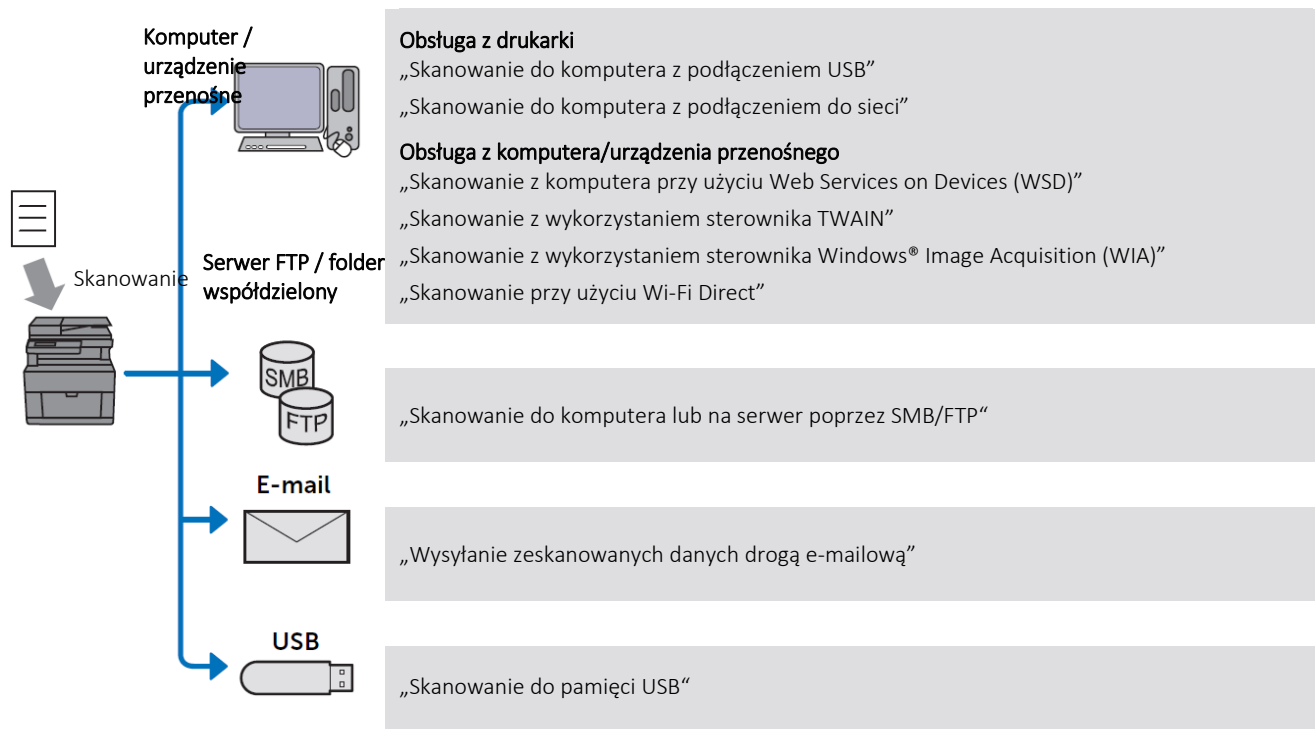 Komputer /
urządzenie
przenośne
Obsługa z drukarki
„Skanowanie do komputera z podłączeniem USB”
„Skanowanie do komputera z podłączeniem do sieci”
Obsługa z komputera/urządzenia przenośnego
„Skanowanie z komputera przy użyciu Web Services on Devices (WSD)”
„Skanowanie z wykorzystaniem sterownika TWAIN”
„Skanowanie z wykorzystaniem sterownika Windows® Image Acquisition (WIA)”
„Skanowanie przy użyciu Wi-Fi Direct”
Skanowanie
Serwer FTP / folder
współdzielony
SMB
FTP
„Skanowanie do komputera lub na serwer poprzez SMB/FTP“
E-mail
„Wysyłanie zeskanowanych danych drogą e-mailową”
USB
„Skanowanie do pamięci USB“